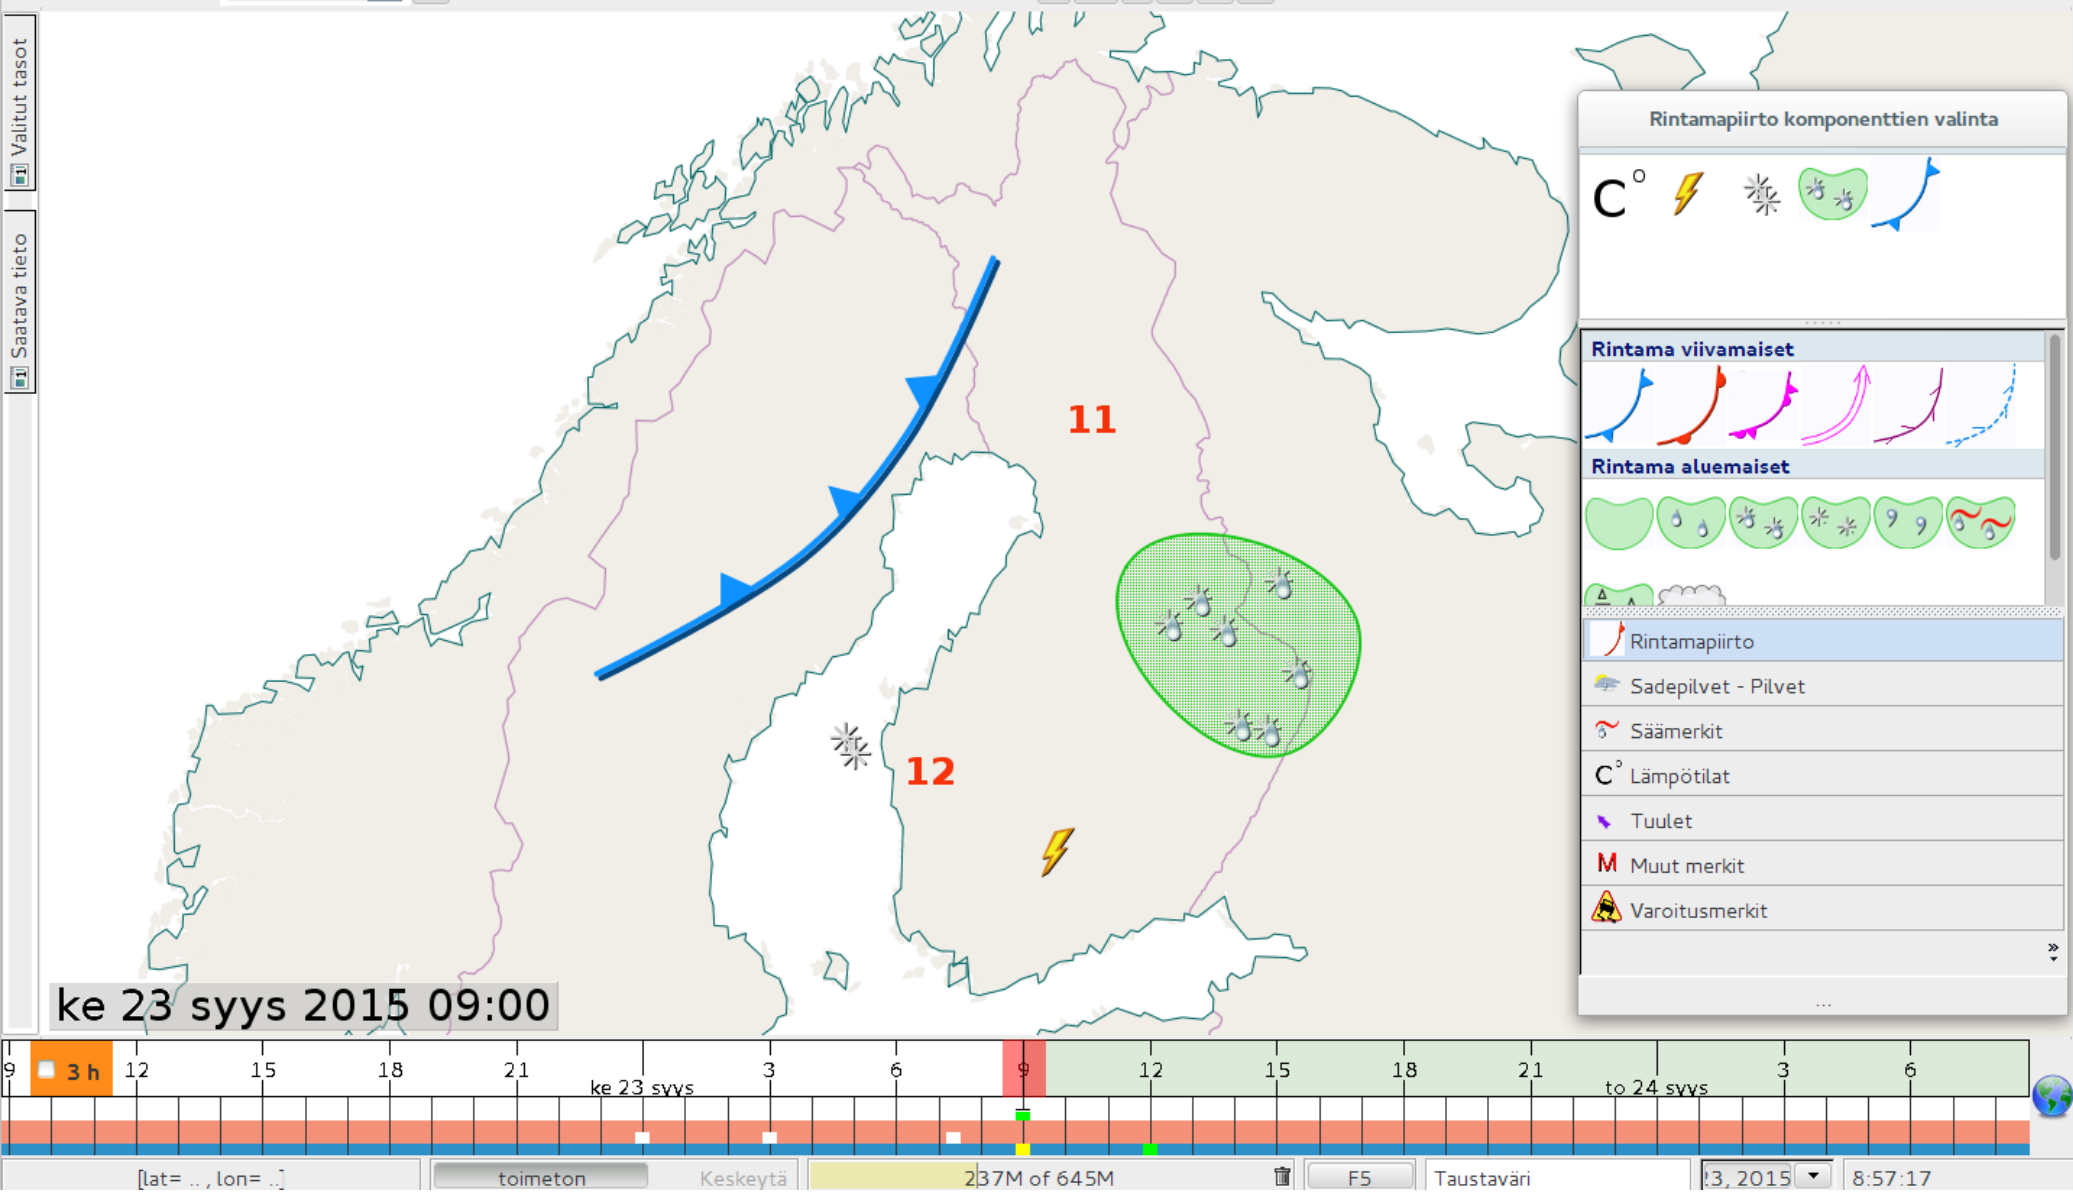 Valitut tasot
Saatava tieto
11
12
ke 23 syys 2015 09:00
Rintamapiirto komponenttien valinta
C°
Rintama viivamaiset
Rintama aluemaiset
Rintamapiirto
Sadepilvet - Pilvet
Säämerkit
C° Lämpötilat
Tuulet
M Muut merkit
Varoitusmerkit
»
...
9 3 h 12 15 18 21 3 6 9 12 15 18 21 3 6
ke 23 syys to 24 syys
[lat= .. , lon= ..] toimeton Keskeytä 237M of 645M F5 Taustaväri 23, 2015 8:57:17